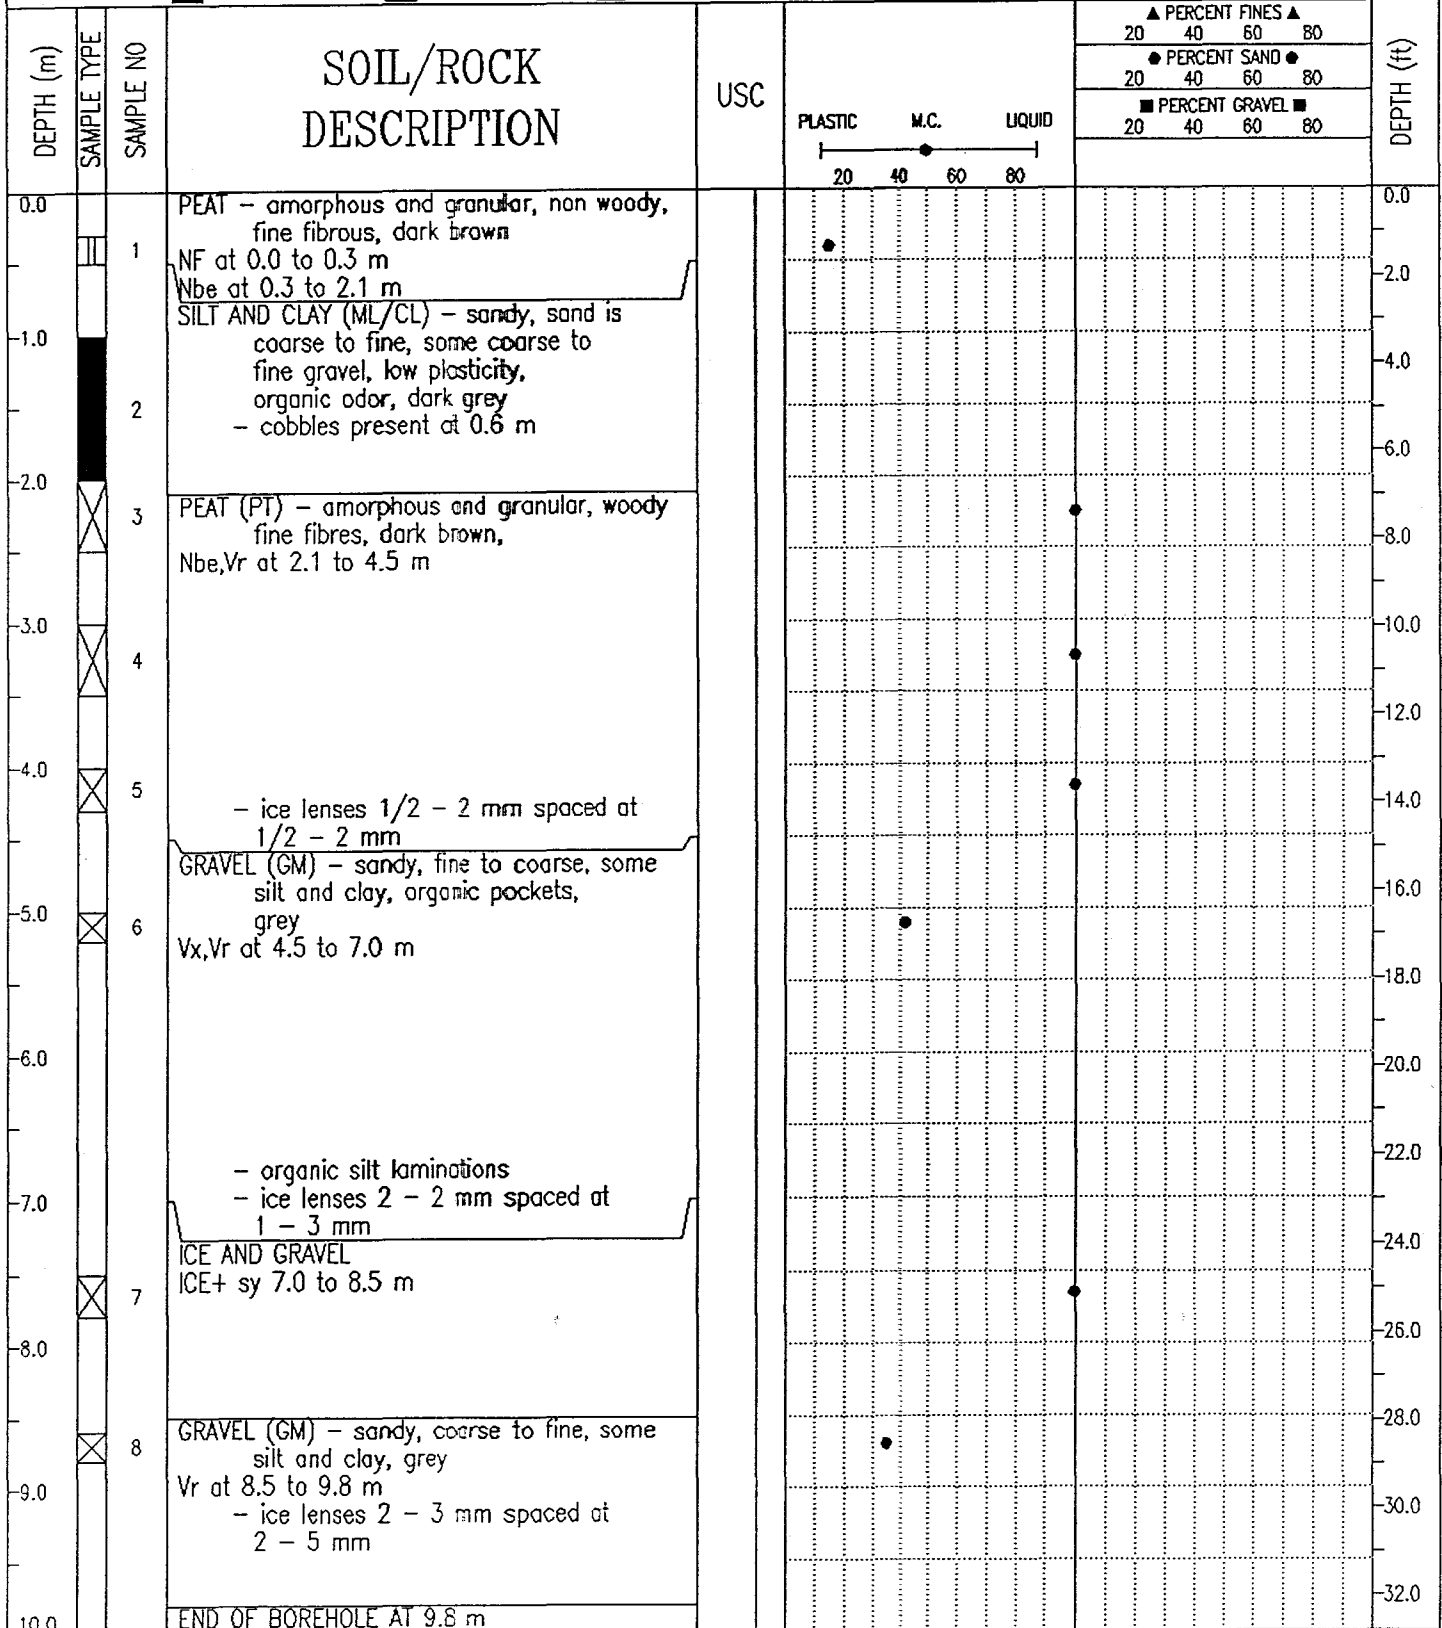 ▲ PERCENT FINES ▲
20 40 60 80
● PERCENT SAND ●
20 40 60 80
■ PERCENT GRAVEL ■
20 40 60 80
DEPTH (m)
SAMPLE TYPE
SAMPLE NO
SOIL/ROCK
DESCRIPTION
USC
PLASTIC M.C. LIQUID
20 40 60 80
DEPTH (ft)
0.0
PEAT – amorphous and granular, non woody,
fine fibrous, dark brown
1
NF at 0.0 to 0.3 m
Nbe at 0.3 to 2.1 m
SILT AND CLAY (ML/CL) – sandy, sand is
1.0
coarse to fine, some coarse to
fine gravel, low plasticity,
organic odor, dark grey
2
– cobbles present at 0.6 m
2.0
3
PEAT (PT) – amorphous and granular, woody
fine fibres, dark brown,
Nbe,Vr at 2.1 to 4.5 m
3.0
4
4.0
5
– ice lenses 1/2 – 2 mm spaced at
1/2 – 2 mm
GRAVEL (GM) – sandy, fine to coarse, some
silt and clay, organic pockets,
5.0
grey
6
Vx,Vr at 4.5 to 7.0 m
6.0
– organic silt laminations
7.0
– ice lenses 2 – 2 mm spaced at
1 – 3 mm
ICE AND GRAVEL
ICE+ sy 7.0 to 8.5 m
7
8.0
GRAVEL (GM) – sandy, coarse to fine, some
8
silt and clay, grey
Vr at 8.5 to 9.8 m
9.0
– ice lenses 2 – 3 mm spaced at
2 – 5 mm
END OF BOREHOLE AT 9.8 m
10.0
0.0
2.0
4.0
6.0
8.0
10.0
12.0
14.0
16.0
18.0
20.0
22.0
24.0
26.0
28.0
30.0
32.0